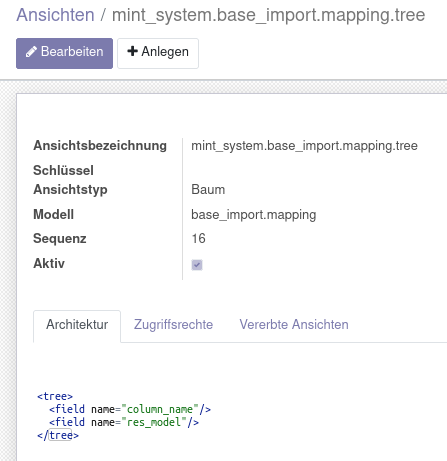 Ansichten / mint_system.base_import.mapping.tree
Bearbeiten + Anlegen
Ansichtsbezeichnung mint_system.base_import.mapping.tree
Schlüssel
Ansichtstyp Baum
Modell base_import.mapping
Sequenz 16
Aktiv
Architektur Zugriffsrechte Vererbte Ansichten
<tree>
<field name="column_name"/>
<field name="res_model"/>
</tree>